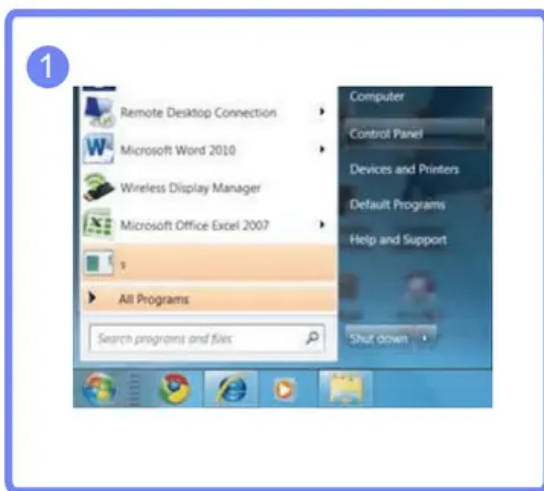 1
Remote Desktop Connection
Microsoft Word 2010
Wireless Display Manager
Microsoft Office Excel 2007
s
All Programs
Search programs and files
Computer
Control Panel
Devices and Printers
Default Programs
Help and Support
Shut down